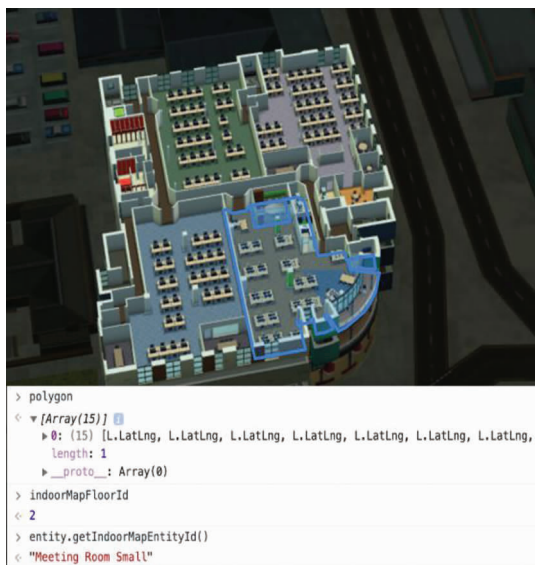 > polygon
< ▼ [Array(15)] i
▶ 0: (15) [L.LatLng, L.LatLng, L.LatLng, L.LatLng, L.LatLng, L.LatLng, L.LatLng,
length: 1
▶ __proto__: Array(0)
> indoorMapFloorId
< 2
> entity.getIndoorMapEntityId()
< "Meeting Room Small"